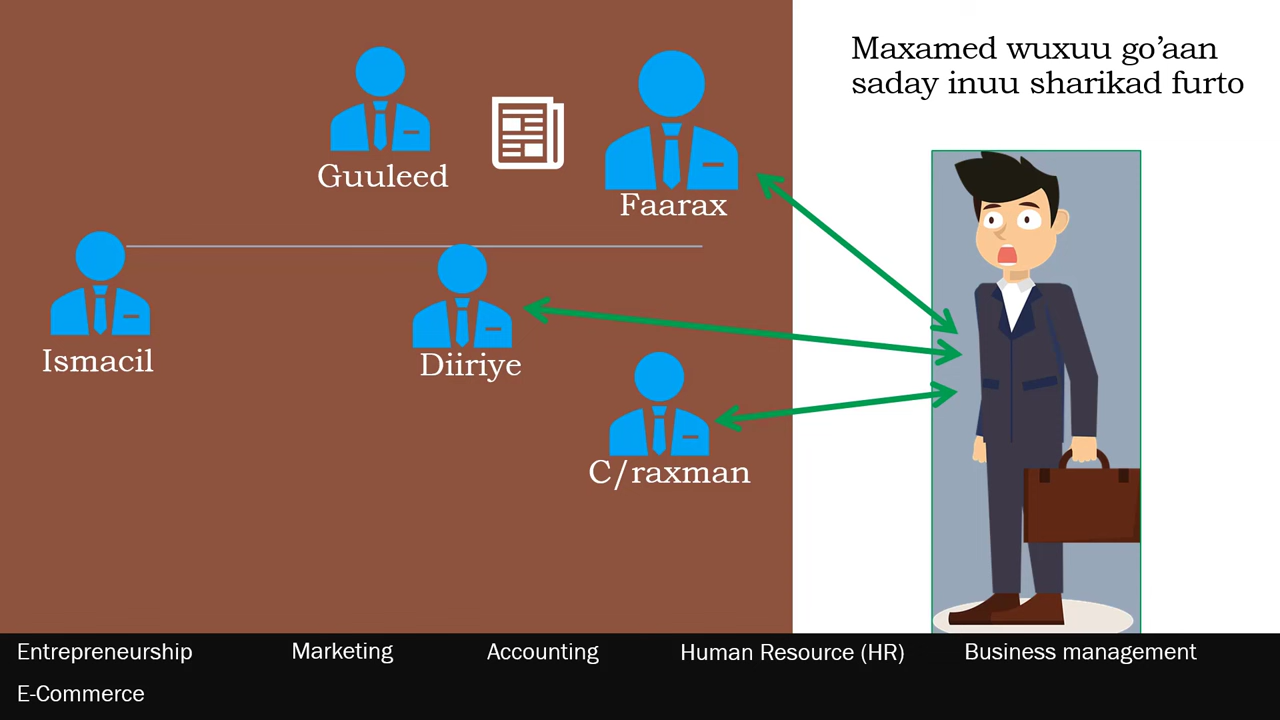 Maxamed wuxuu go’aan
saday inuu sharikad furto
Guuleed
Faarax
Ismacil
Diiriye
C/raxman
Entrepreneurship
Marketing
Accounting
Human Resource (HR)
Business management
E-Commerce